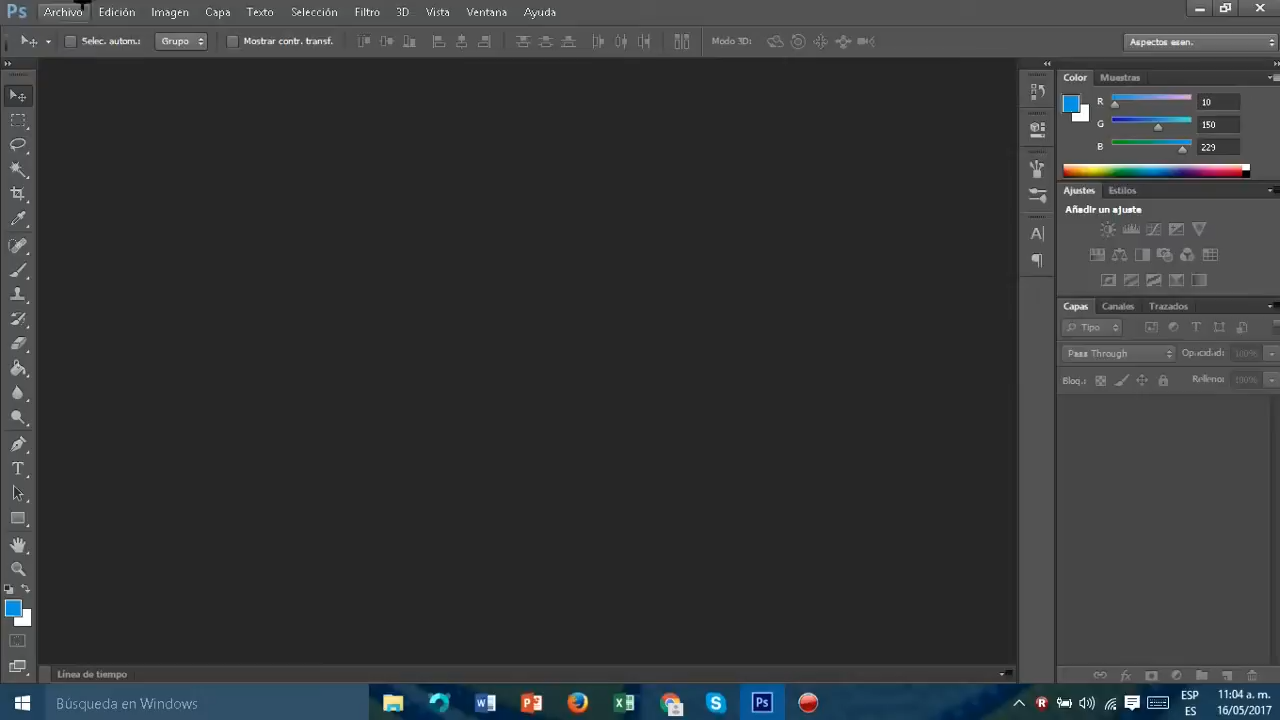 Ps Archivo Edición Imagen Capa Texto Selección Filtro 3D Vista Ventana Ayuda
Selec. autom.: Grupo Mostrar contr. transf. Modo 3D: Aspectos esen.
Color Muestras
R 10
G 150
B 229
Ajustes Estilos
Añadir un ajuste
Capas Canales Trazados
Tipo
Pass Through Opacidad: 100%
Bloq.: Relleno: 100%
Línea de tiempo
Búsqueda en Windows
ESP
ES
11:04 a. m.
16/05/2017